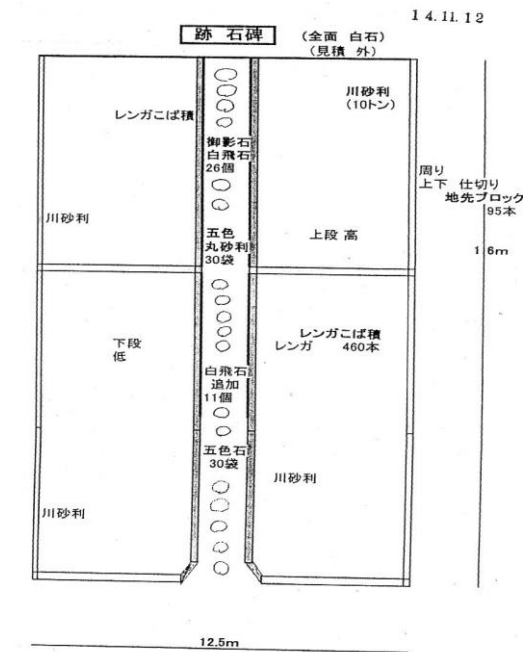 14.11.12
跡 石碑
(全面 白石)
(見積 外)
川砂利
(10トン)
レンガこば積
御影石
白飛石
26個
周り
上下 仕切り
地先ブロック
95本
川砂利
五色
丸砂利
30袋
上段 高
16m
下段
低
レンガこば積
レンガ 460本
白飛石
追加
11個
五色石
30袋
川砂利
川砂利
12.5m